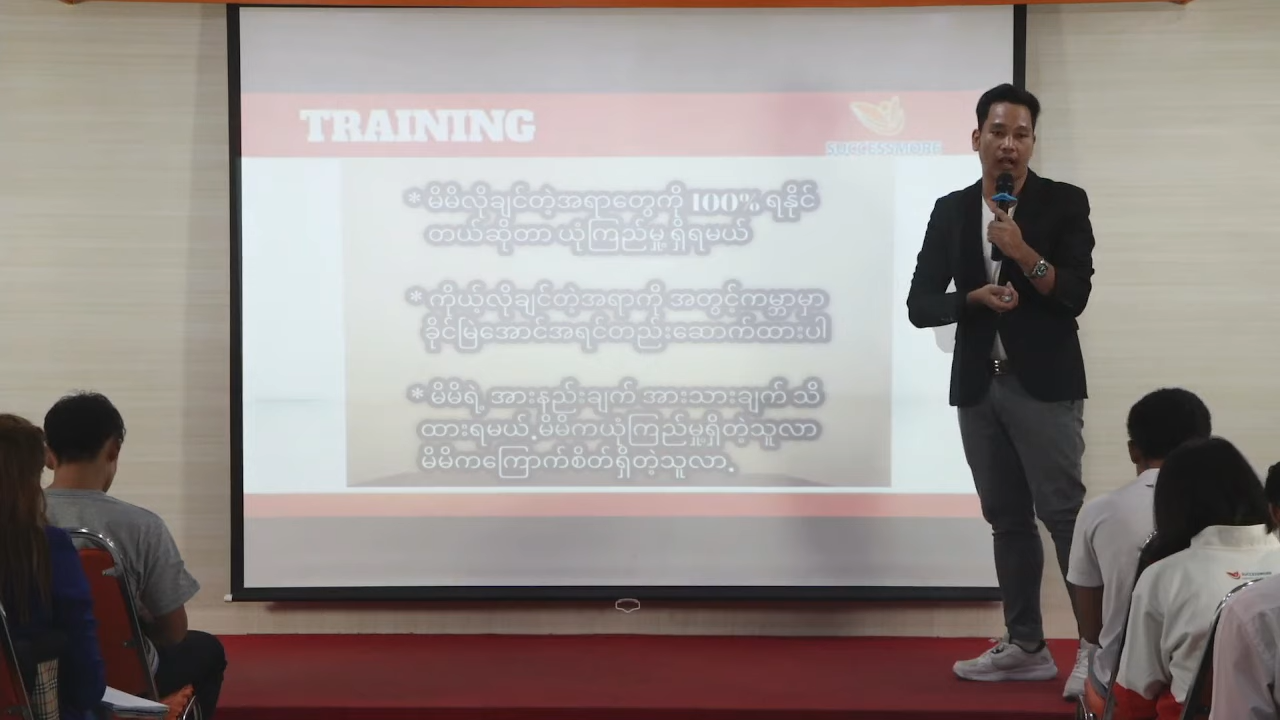 TRAINING
SUCCESSMORE
* မိမိလိုချင်တဲ့အရာတွေကို 100% ရနိုင်
တယ်ဆိုတာ ယုံကြည်မှု ရှိရမယ်
* ကိုယ့်လိုချင်တဲ့အရာကို အတွင်ကမ္ဘာမှာ
ခိုင်မြဲအောင်အရင်တည်းဆောက်ထားပါ
* မိမိရဲ့ အားနည်းချက် အားသားချက် သိ
ထားရမယ်.မိမိကယုံကြည်မှုရှိတဲ့သူလာ
မိမိကကြောက်စိတ်ရှိတဲ့သူလာ.
SUCCESSMORE